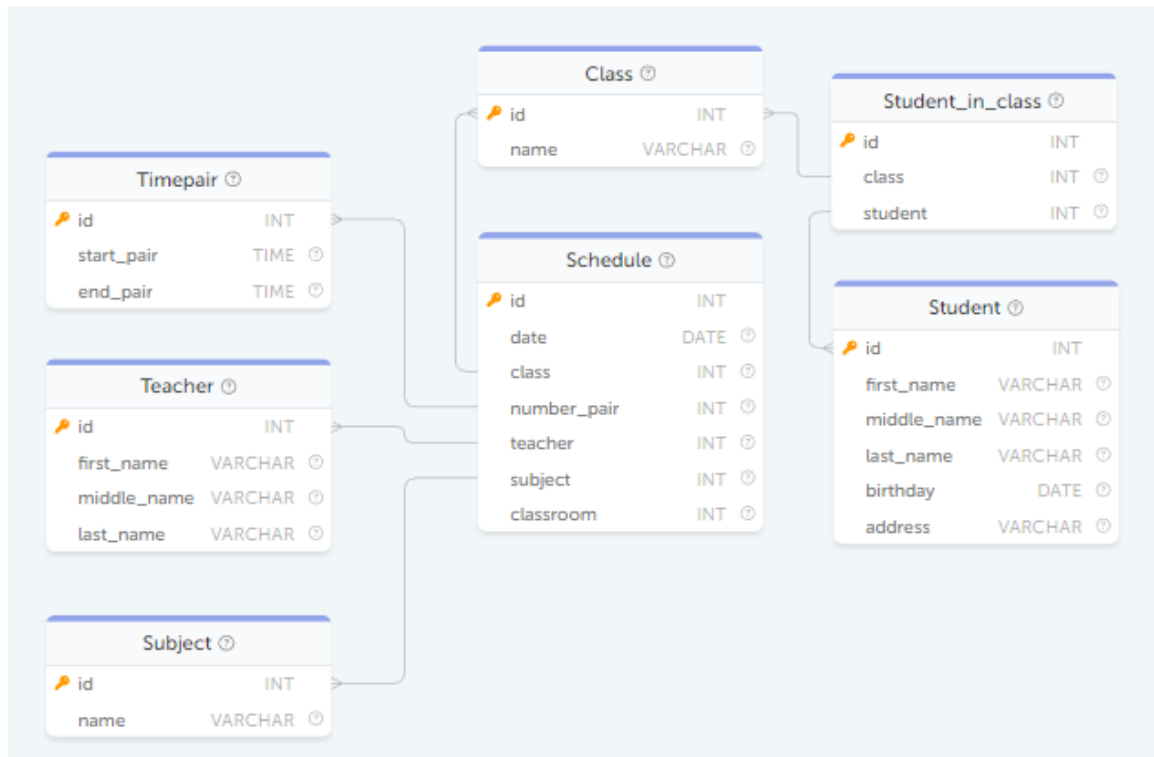 Class
id INT
name VARCHAR
Student_in_class
id INT
class INT
student INT
Timepair
id INT
start_pair TIME
end_pair TIME
Schedule
id INT
date DATE
class INT
number_pair INT
teacher INT
subject INT
classroom INT
Student
id INT
first_name VARCHAR
middle_name VARCHAR
last_name VARCHAR
birthday DATE
address VARCHAR
Teacher
id INT
first_name VARCHAR
middle_name VARCHAR
last_name VARCHAR
Subject
id INT
name VARCHAR